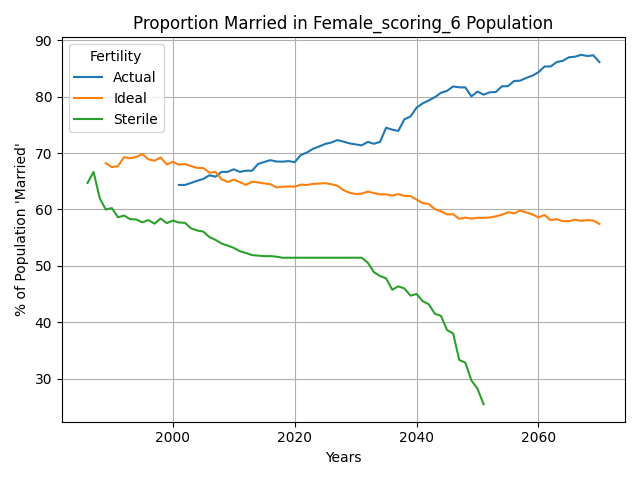 Proportion Married in Female_scoring_6 Population
% of Population 'Married'
90
80
70
60
50
40
30
Fertility
Actual
Ideal
Sterile
2000 2020 2040 2060
Years